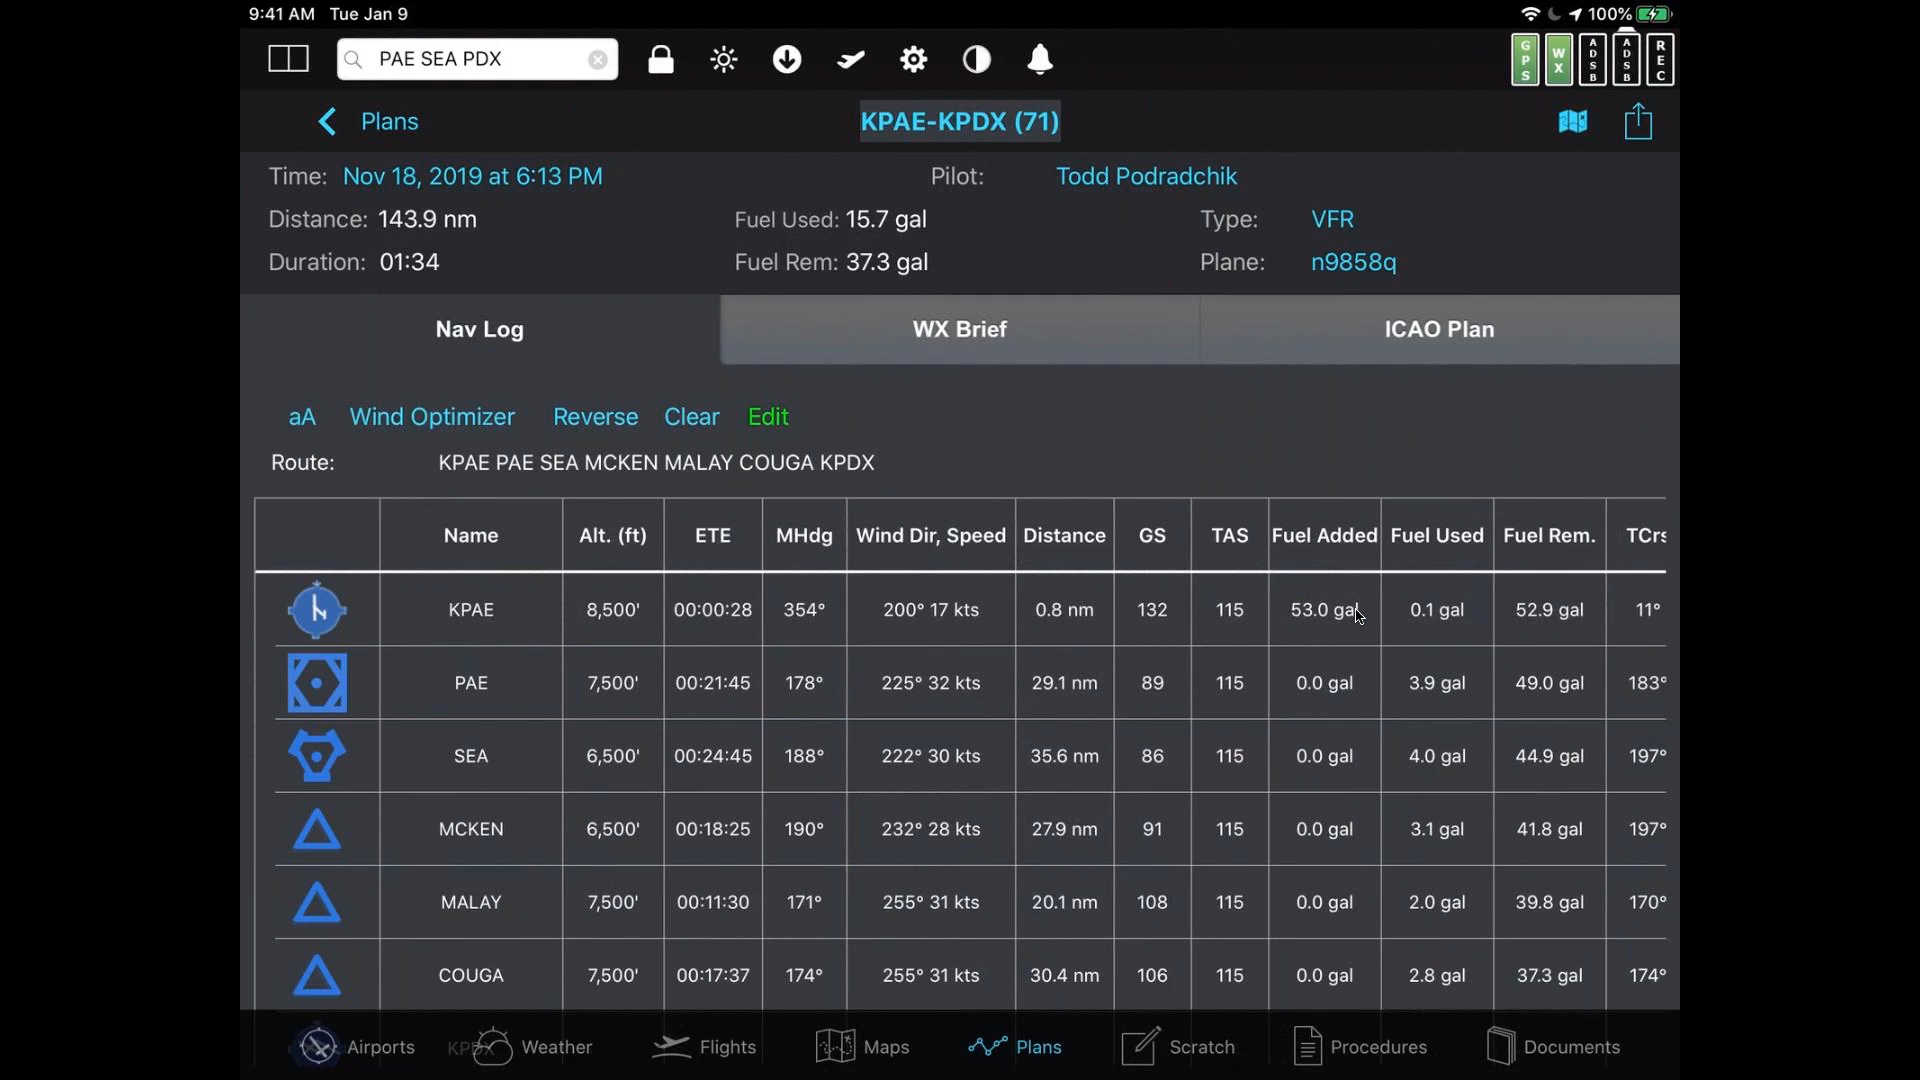 9:41 AM Tue Jan 9 100%
PAE SEA PDX
GPS WX ADSB ADSB REC
Plans KPAE-KPDX (71)
Time: Nov 18, 2019 at 6:13 PM Pilot: Todd Podradchik
Distance: 143.9 nm Fuel Used: 15.7 gal Type: VFR
Duration: 01:34 Fuel Rem: 37.3 gal Plane: n9858q
Nav Log WX Brief ICAO Plan
aA Wind Optimizer Reverse Clear Edit
Route: KPAE PAE SEA MCKEN MALAY COUGA KPDX
Name Alt. (ft) ETE MHdg Wind Dir, Speed Distance GS TAS Fuel Added Fuel Used Fuel Rem. TCrs
KPAE 8,500' 00:00:28 354° 200° 17 kts 0.8 nm 132 115 53.0 gal 0.1 gal 52.9 gal 11°
PAE 7,500' 00:21:45 178° 225° 32 kts 29.1 nm 89 115 0.0 gal 3.9 gal 49.0 gal 183°
SEA 6,500' 00:24:45 188° 222° 30 kts 35.6 nm 86 115 0.0 gal 4.0 gal 44.9 gal 197°
MCKEN 6,500' 00:18:25 190° 232° 28 kts 27.9 nm 91 115 0.0 gal 3.1 gal 41.8 gal 197°
MALAY 7,500' 00:11:30 171° 255° 31 kts 20.1 nm 108 115 0.0 gal 2.0 gal 39.8 gal 170°
COUGA 7,500' 00:17:37 174° 255° 31 kts 30.4 nm 106 115 0.0 gal 2.8 gal 37.3 gal 174°
KPDX
Airports Weather Flights Maps Plans Scratch Procedures Documents